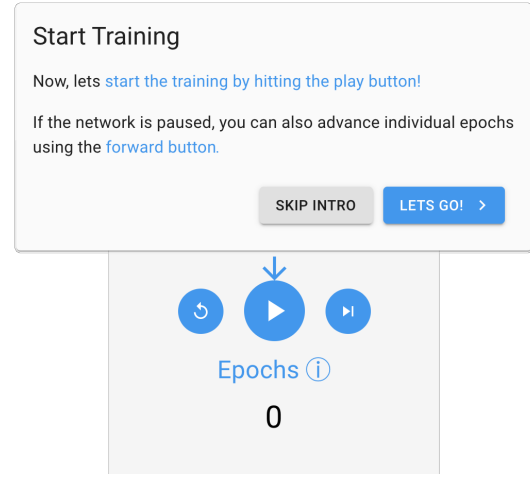 Start Training
Now, lets start the training by hitting the play button!
If the network is paused, you can also advance individual epochs
using the forward button.
SKIP INTRO
LETS GO!
Epochs ⓘ
0